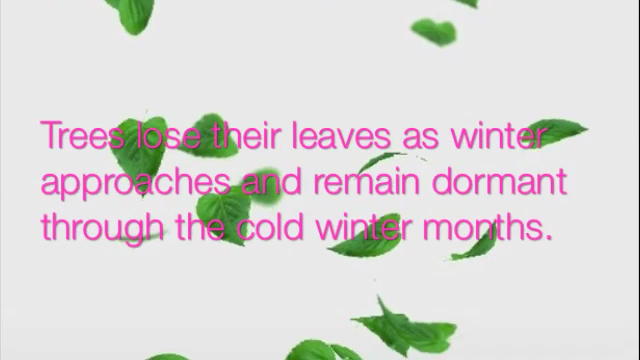 Trees lose their leaves as winter
approaches and remain dormant
through the cold winter months.